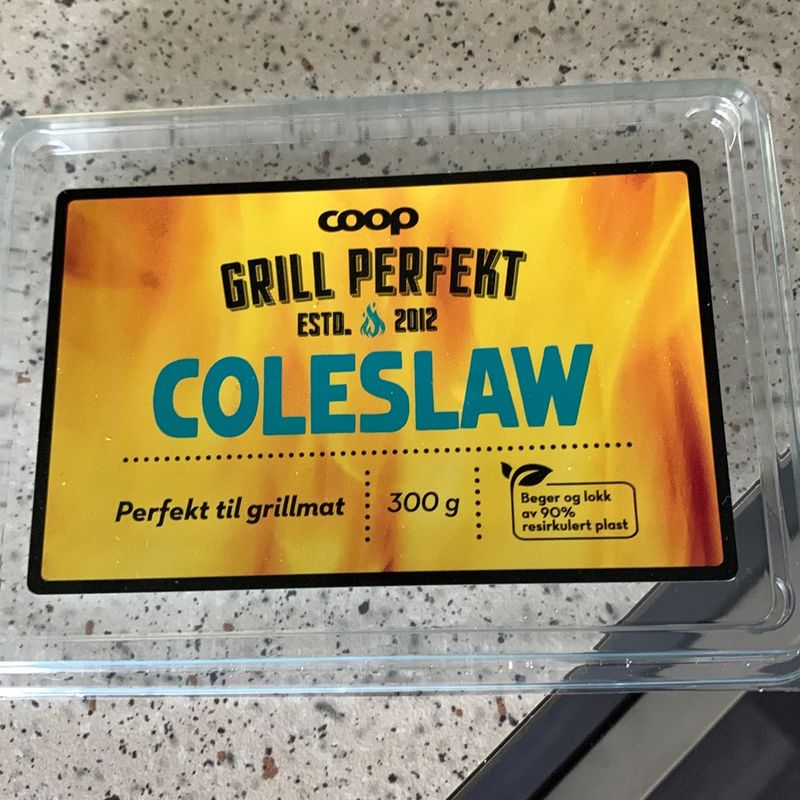 coop
GRILL PERFEKT
ESTD. 2012
COLESLAW
Perfekt til grillmat
300 g
Beger og lokk
av 90%
resirkulert plast